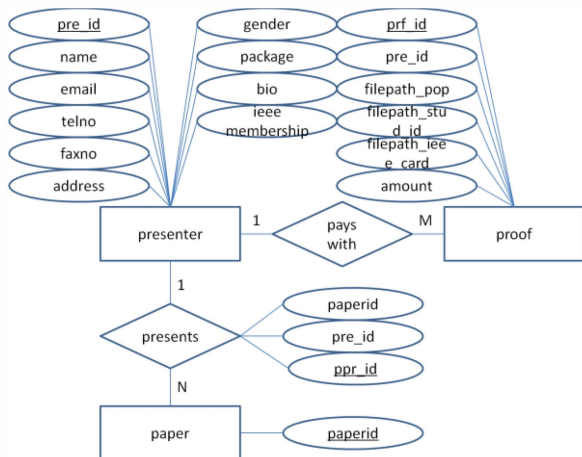 pre_id
gender
prf_id
name
package
pre_id
email
bio
filepath_pop
telno
ieee
membership
filepath_stu
d_id
faxno
filepath_iee
e_card
address
amount
presenter
1
pays
with
M
proof
1
presents
paperid
pre_id
ppr_id
N
paper
paperid